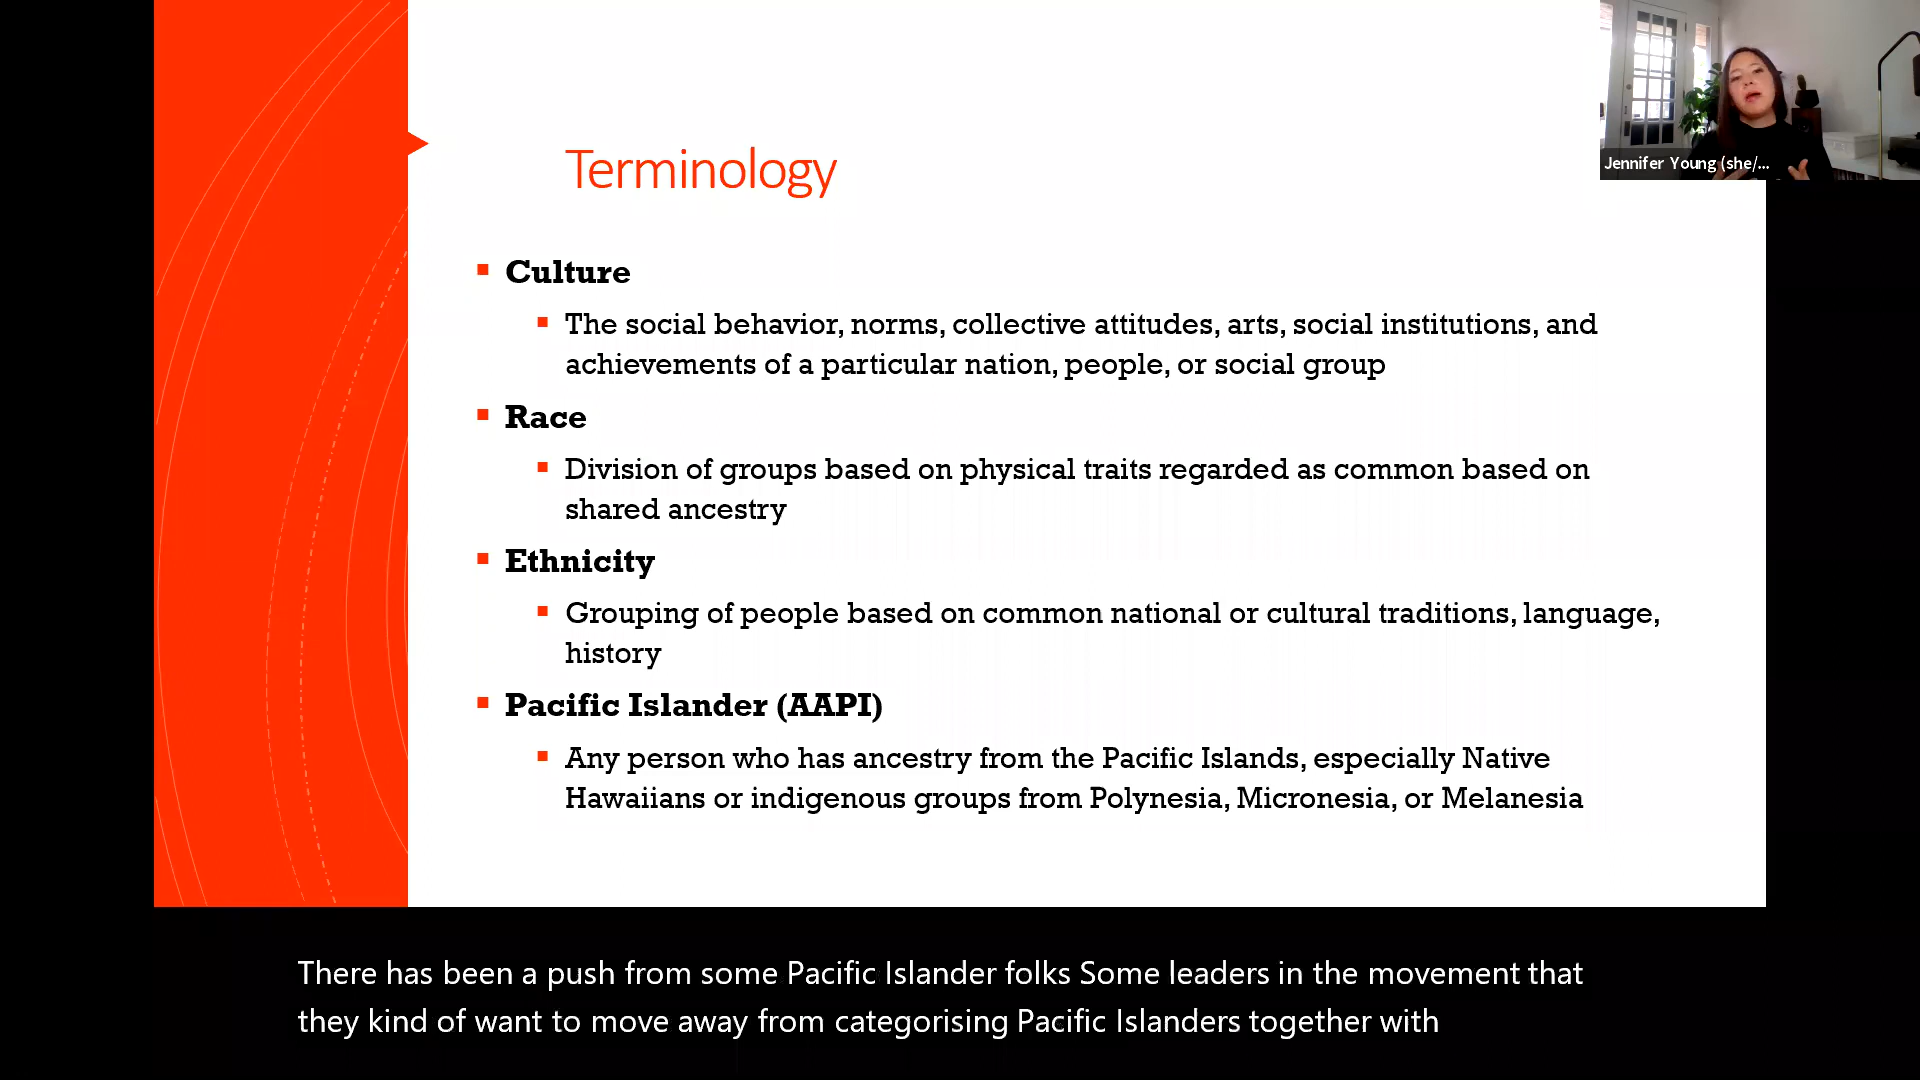 Terminology
Jennifer Young (she/...
Culture
The social behavior, norms, collective attitudes, arts, social institutions, and
achievements of a particular nation, people, or social group
Race
Division of groups based on physical traits regarded as common based on
shared ancestry
Ethnicity
Grouping of people based on common national or cultural traditions, language,
history
Pacific Islander (AAPI)
Any person who has ancestry from the Pacific Islands, especially Native
Hawaiians or indigenous groups from Polynesia, Micronesia, or Melanesia
There has been a push from some Pacific Islander folks Some leaders in the movement that
they kind of want to move away from categorising Pacific Islanders together with